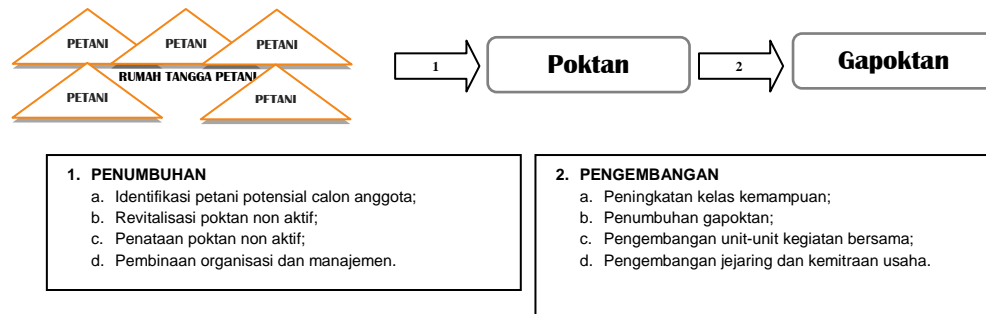 PETANI
PETANI
PETANI
RUMAH TANGGA PETANI
PETANI
PETANI
1
Poktan
2
Gapoktan
1. PENUMBUHAN
a. Identifikasi petani potensial calon anggota;
b. Revitalisasi poktan non aktif;
c. Penataan poktan non aktif;
d. Pembinaan organisasi dan manajemen.
2. PENGEMBANGAN
a. Peningkatan kelas kemampuan;
b. Penumbuhan gapoktan;
c. Pengembangan unit-unit kegiatan bersama;
d. Pengembangan jejaring dan kemitraan usaha.